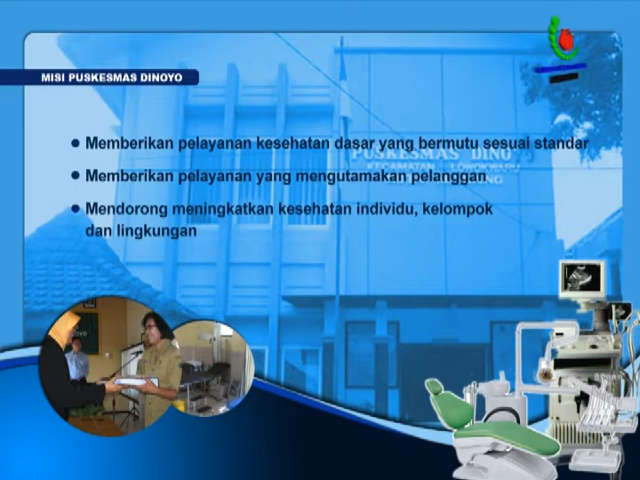 MISI PUSKESMAS DINOYO
Memberikan pelayanan kesehatan dasar yang bermutu sesuai standar
PUSKESMAS DINO
KECAMATAN LOWOKWARU
Memberikan pelayanan yang mengutamakan pelanggan
Mendorong meningkatkan kesehatan individu, kelompok
dan lingkungan